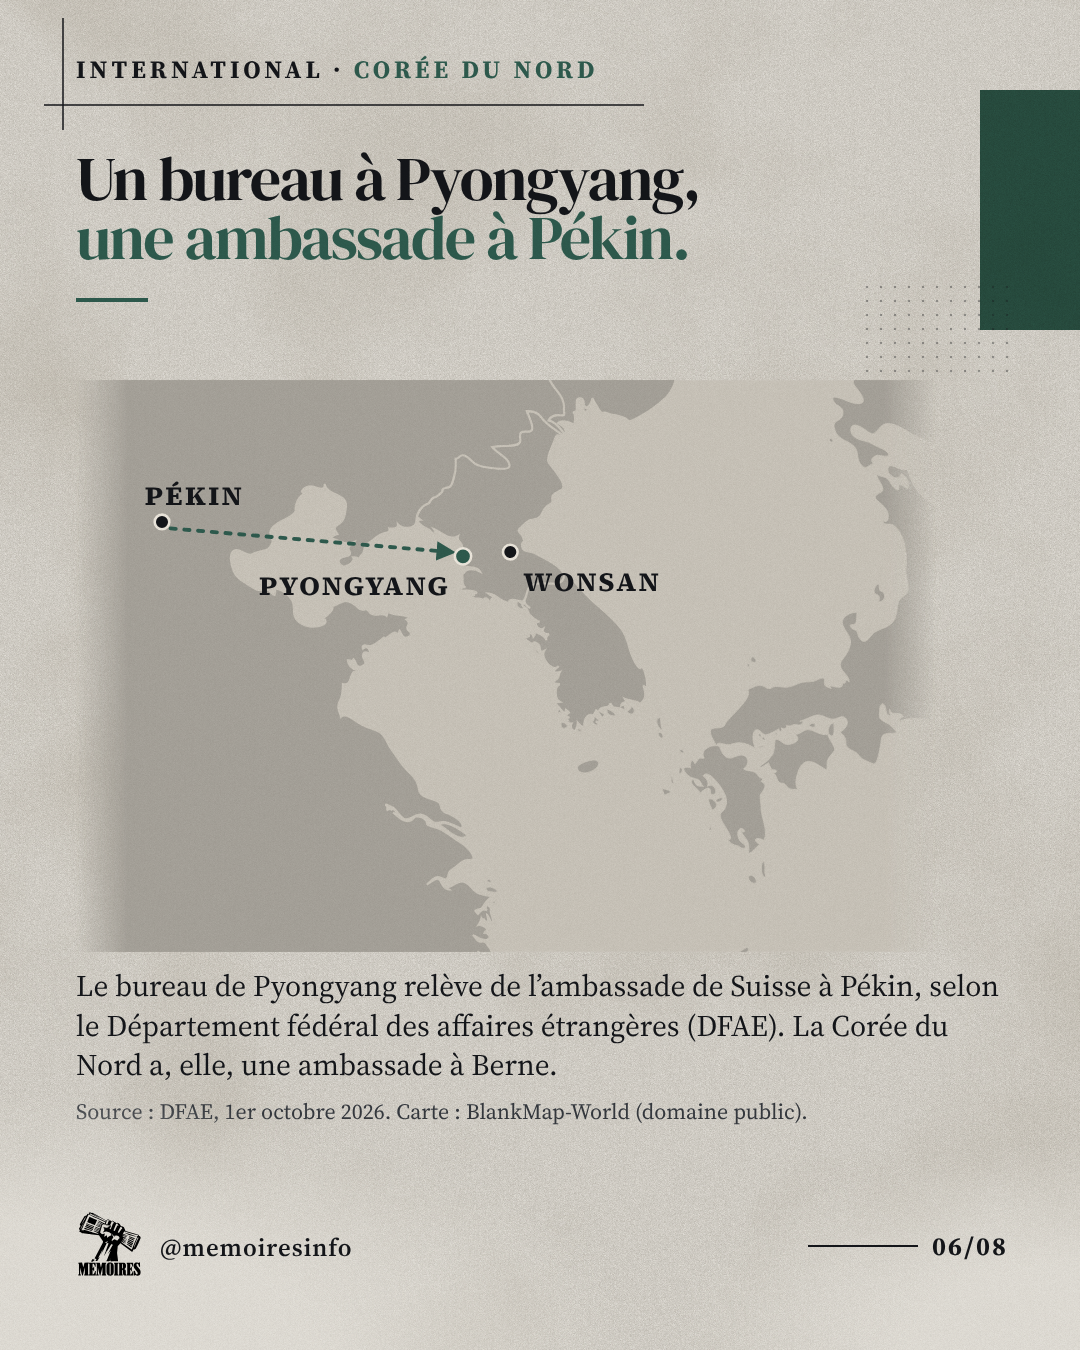 INTERNATIONAL · CORÉE DU NORD
Un bureau à Pyongyang,
une ambassade à Pékin.
PÉKIN
PYONGYANG
WONSAN
Le bureau de Pyongyang relève de l’ambassade de Suisse à Pékin, selon
le Département fédéral des affaires étrangères (DFAE). La Corée du
Nord a, elle, une ambassade à Berne.
Source : DFAE, 1er octobre 2026. Carte : BlankMap-World (domaine public).
MÉMOIRES
@memoiresinfo
06/08